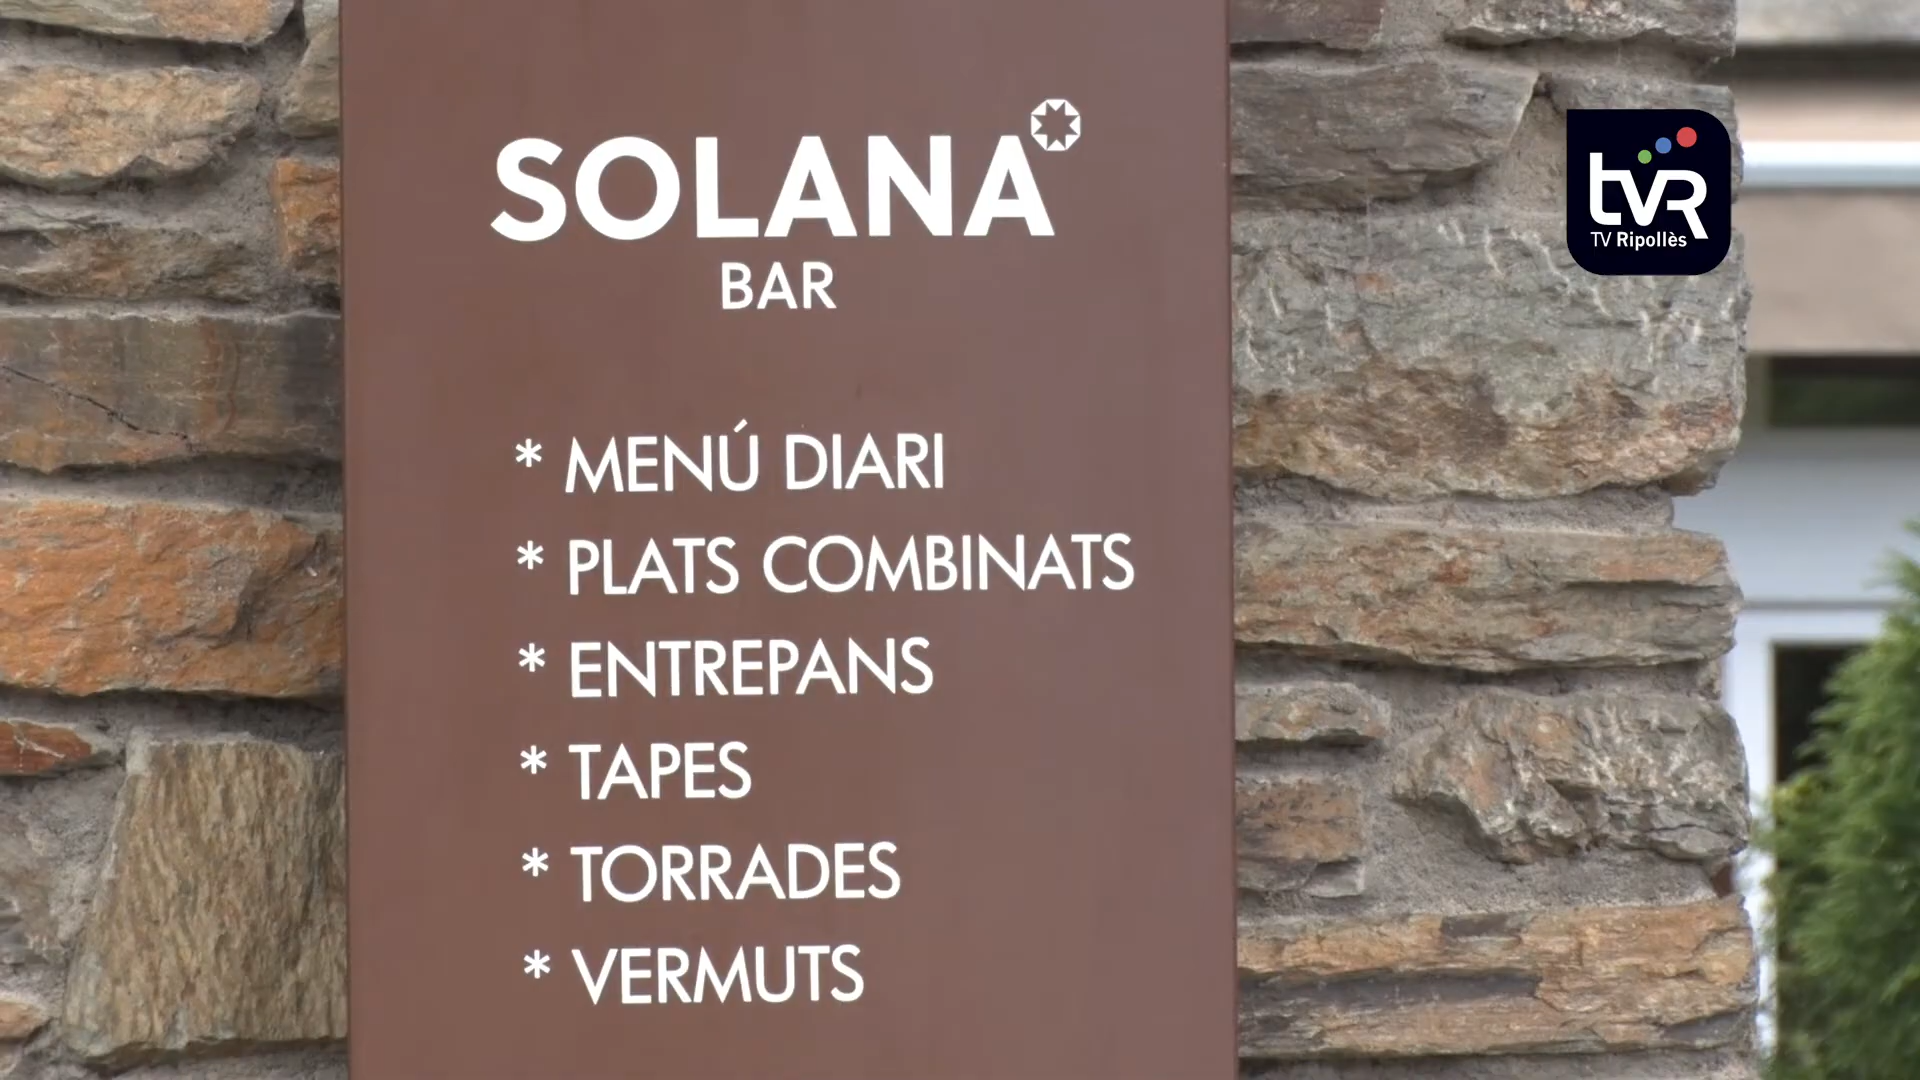 SOLANA
BAR
* MENÚ DIARI
* PLATS COMBINATS
* ENTREPANS
* TAPES
* TORRADES
* VERMUTS
tvR
TV Ripollès